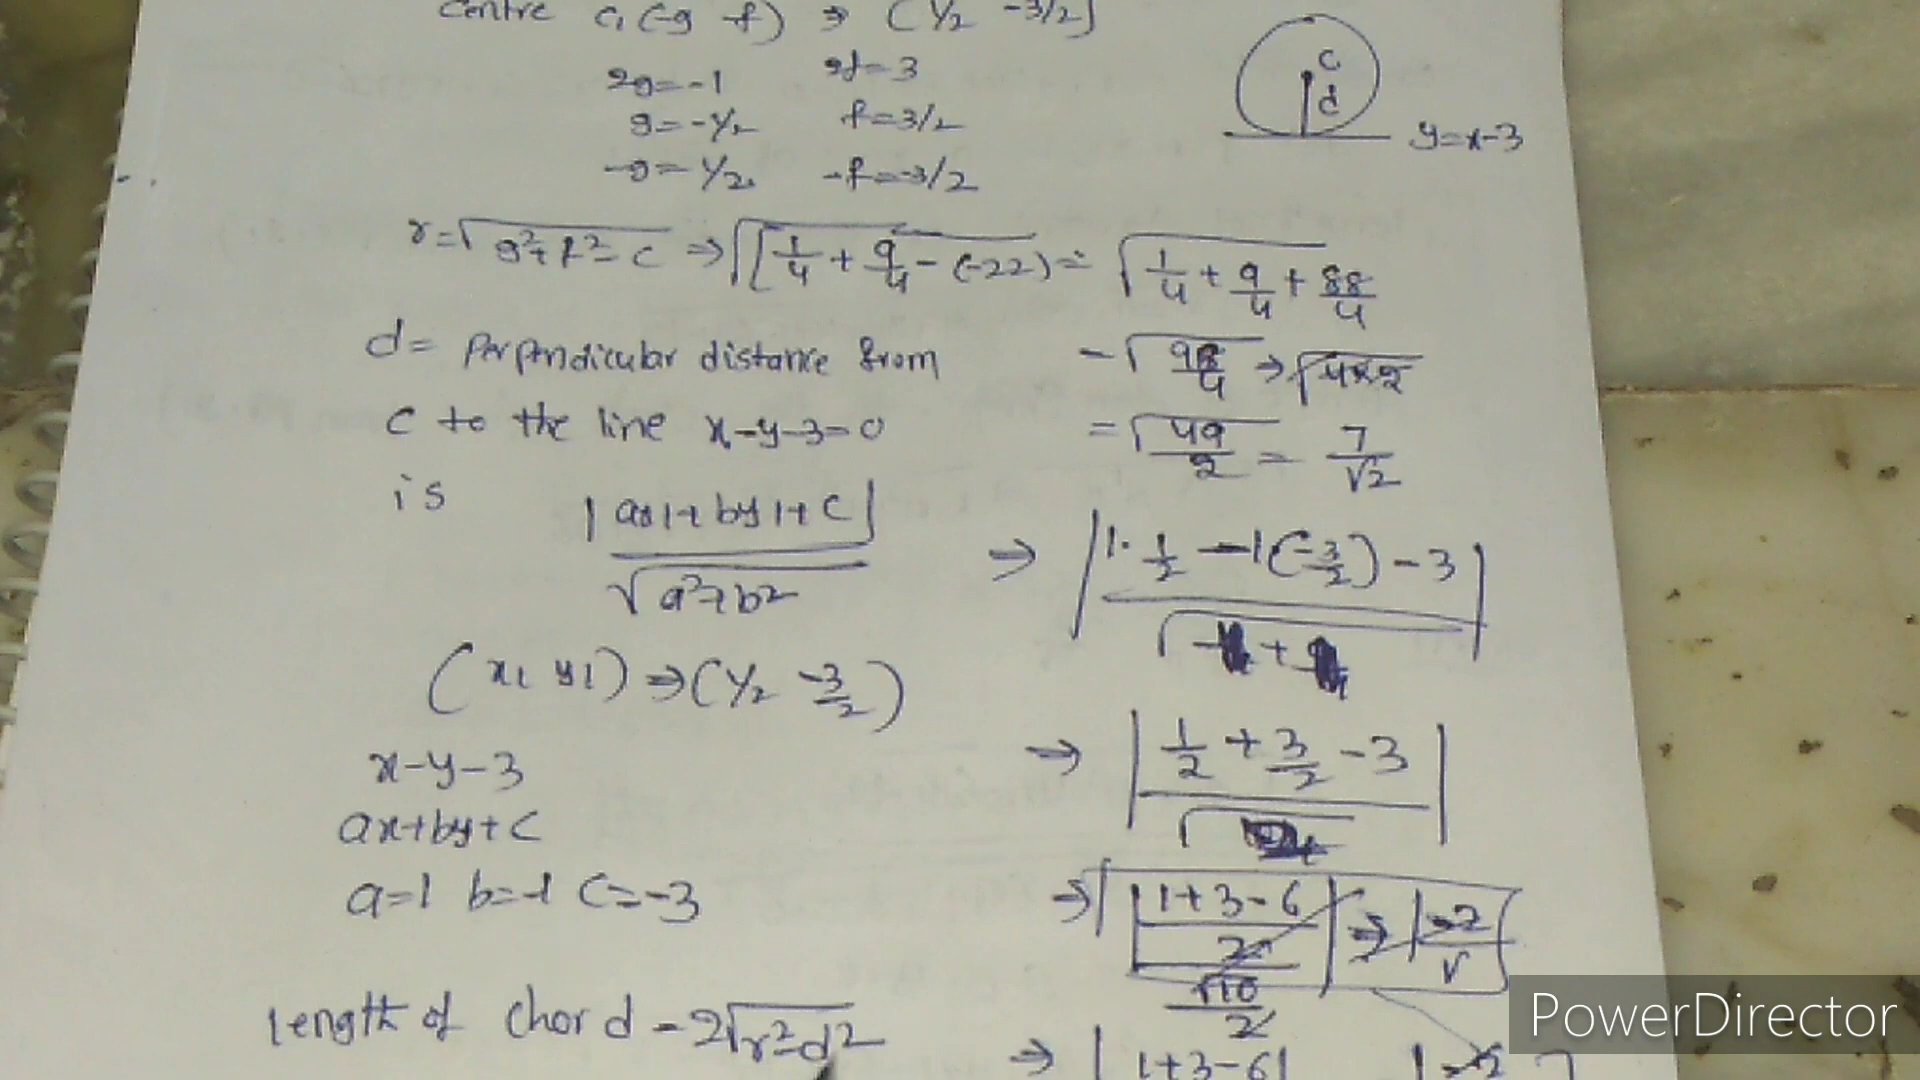 Centre C, (-g -f) ⇒ (1/2 -3/2)
2g=-1 2f=3
g=-1/2 f=3/2
-g=1/2. -f=-3/2
C
d
y=x-3
r=√g²+f²-c ⇒ √[1/4 + 9/4 - (-22) = √1/4 + 9/4 + 88/4
d= Perpendicular distance from
C to the line x-y-3=0
is
-√98/4 ⇒
=√49/2 = 7/√2
|ax1+by1+c| / √a²+b² ⇒ |1. 1/2 -1(-3/2) -3|
(x1 y1) ⇒ (1/2 -3/2)
x-y-3
ax+by+c
a=1 b=-1 c=-3
⇒ |1/2 + 3/2 -3|
⇒ |1+3-6 / 2| ⇒ |-2 / √
√10/2
length of chord = 2√r²-d²
⇒ |1+3-6|
PowerDirector